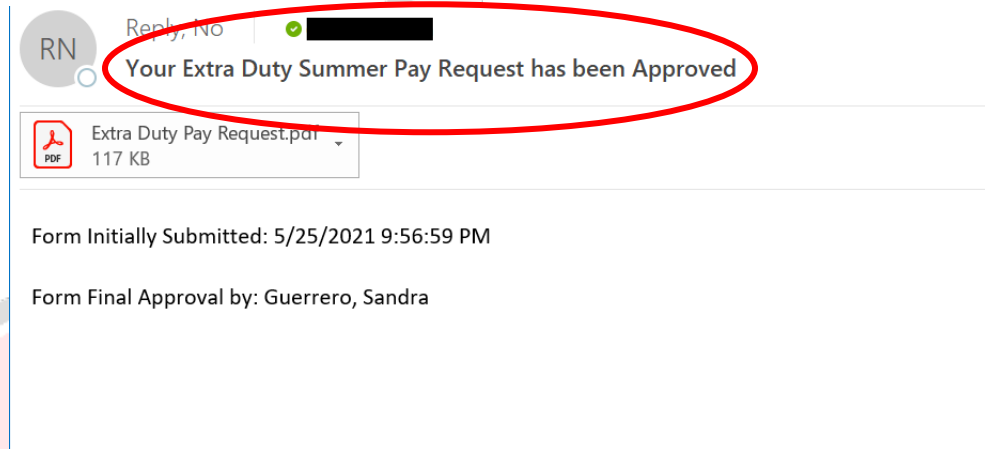 RN
Reply, No
Your Extra Duty Summer Pay Request has been Approved
PDF
Extra Duty Pay Request.pdf
117 KB
Form Initially Submitted: 5/25/2021 9:56:59 PM
Form Final Approval by: Guerrero, Sandra